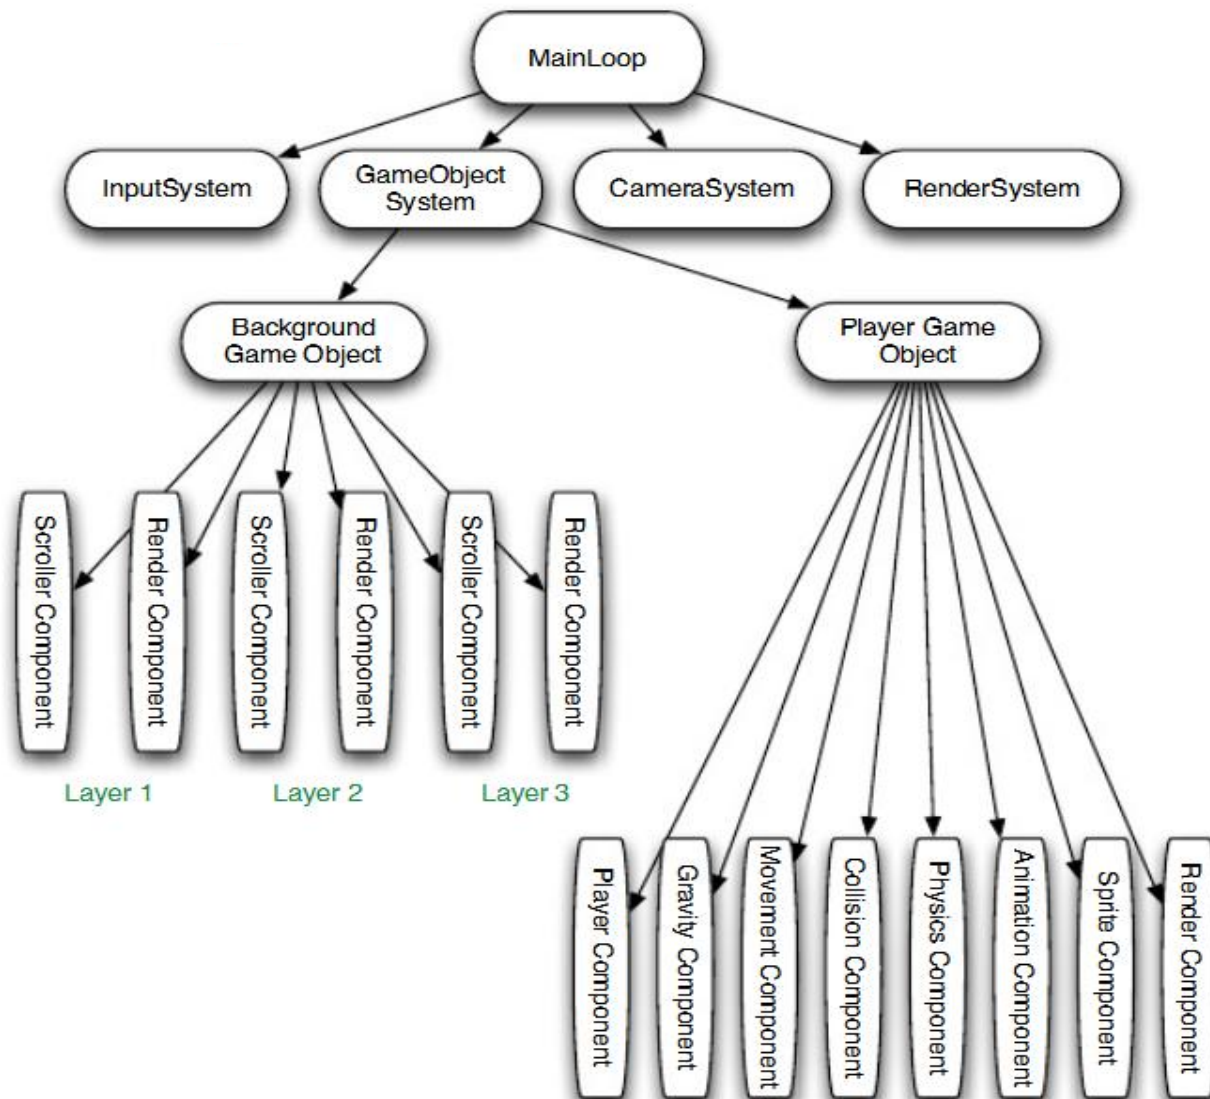 MainLoop
InputSystem
GameObject
System
CameraSystem
RenderSystem
Background
Game Object
Player Game
Object
Scroller Component
Render Component
Scroller Component
Render Component
Scroller Component
Render Component
Layer 1
Layer 2
Layer 3
Player Component
Gravity Component
Movement Component
Collision Component
Physics Component
Animation Component
Sprite Component
Render Component